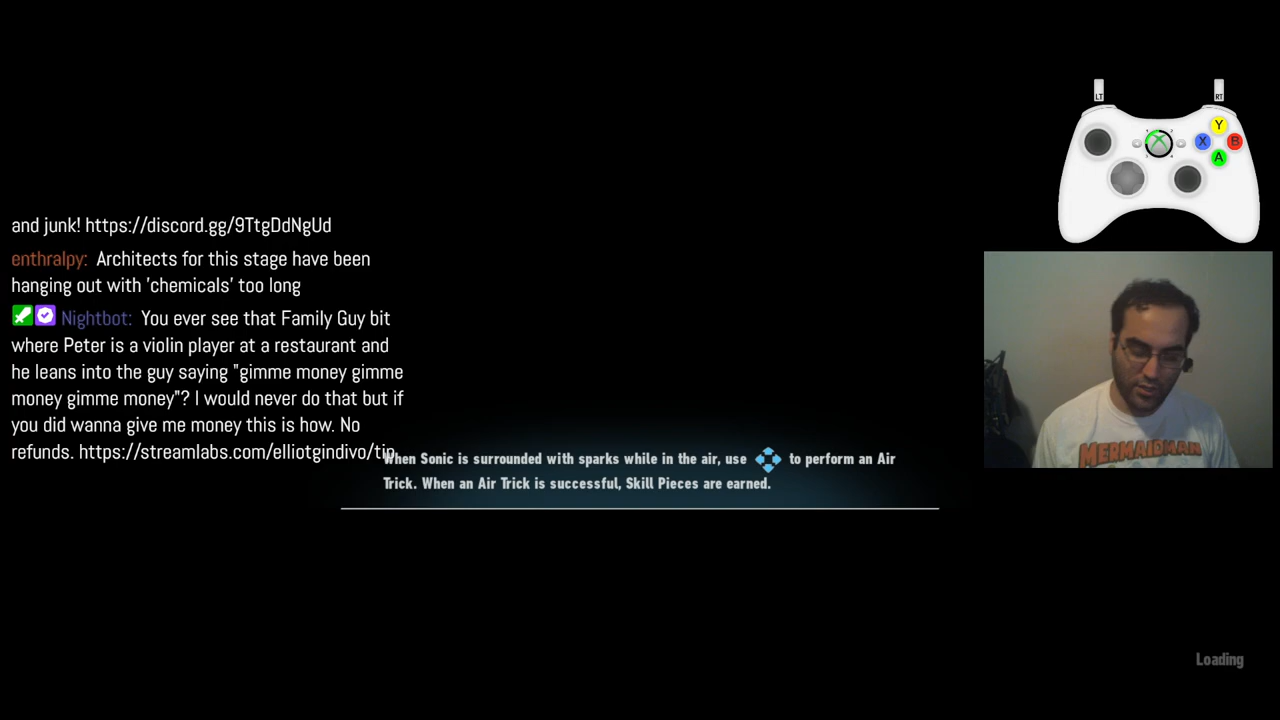 and junk! https://discord.gg/9TtgDdNgUd
enthralpy: Architects for this stage have been
hanging out with 'chemicals' too long
Nightbot: You ever see that Family Guy bit
where Peter is a violin player at a restaurant and
he leans into the guy saying "gimme money gimme
money gimme money"? I would never do that but if
you did wanna give me money this is how. No
refunds. https://streamlabs.com/elliotgindivo/tip
When Sonic is surrounded with sparks while in the air, use to perform an Air
Trick. When an Air Trick is successful, Skill Pieces are earned.
LT
RT
Y
X
B
A
MERMAIDMAN
Loading